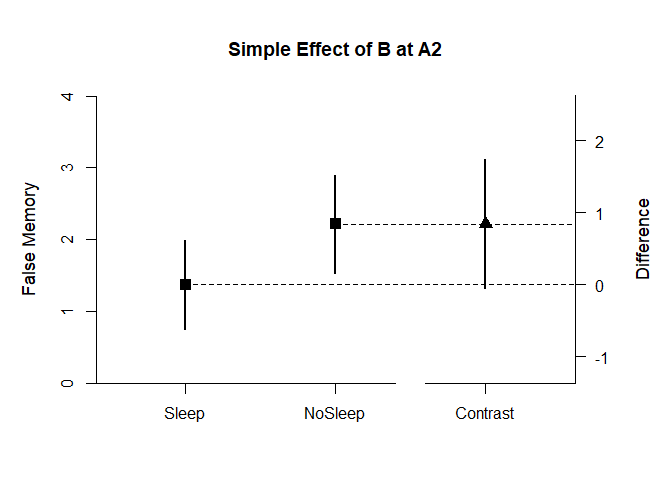 Simple Effect of B at A2
False Memory
4
3
2
1
0
2
1
0
-1
Difference
Sleep
NoSleep
Contrast